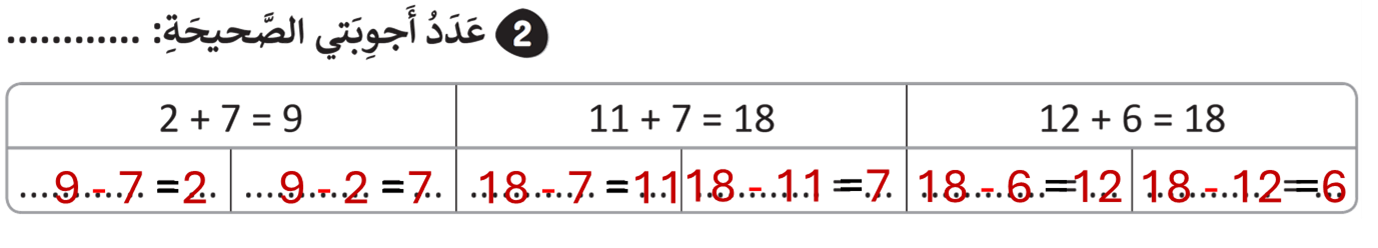 2 عَدَدُ أَجوِبَتي الصَّحيحَةِ: ............
2 + 7 = 9 11 + 7 = 18 12 + 6 = 18
9 - 7 = 2 9 - 2 = 7 18 - 7 = 11 18 - 11 = 7 18 - 6 = 12 18 - 12 = 6